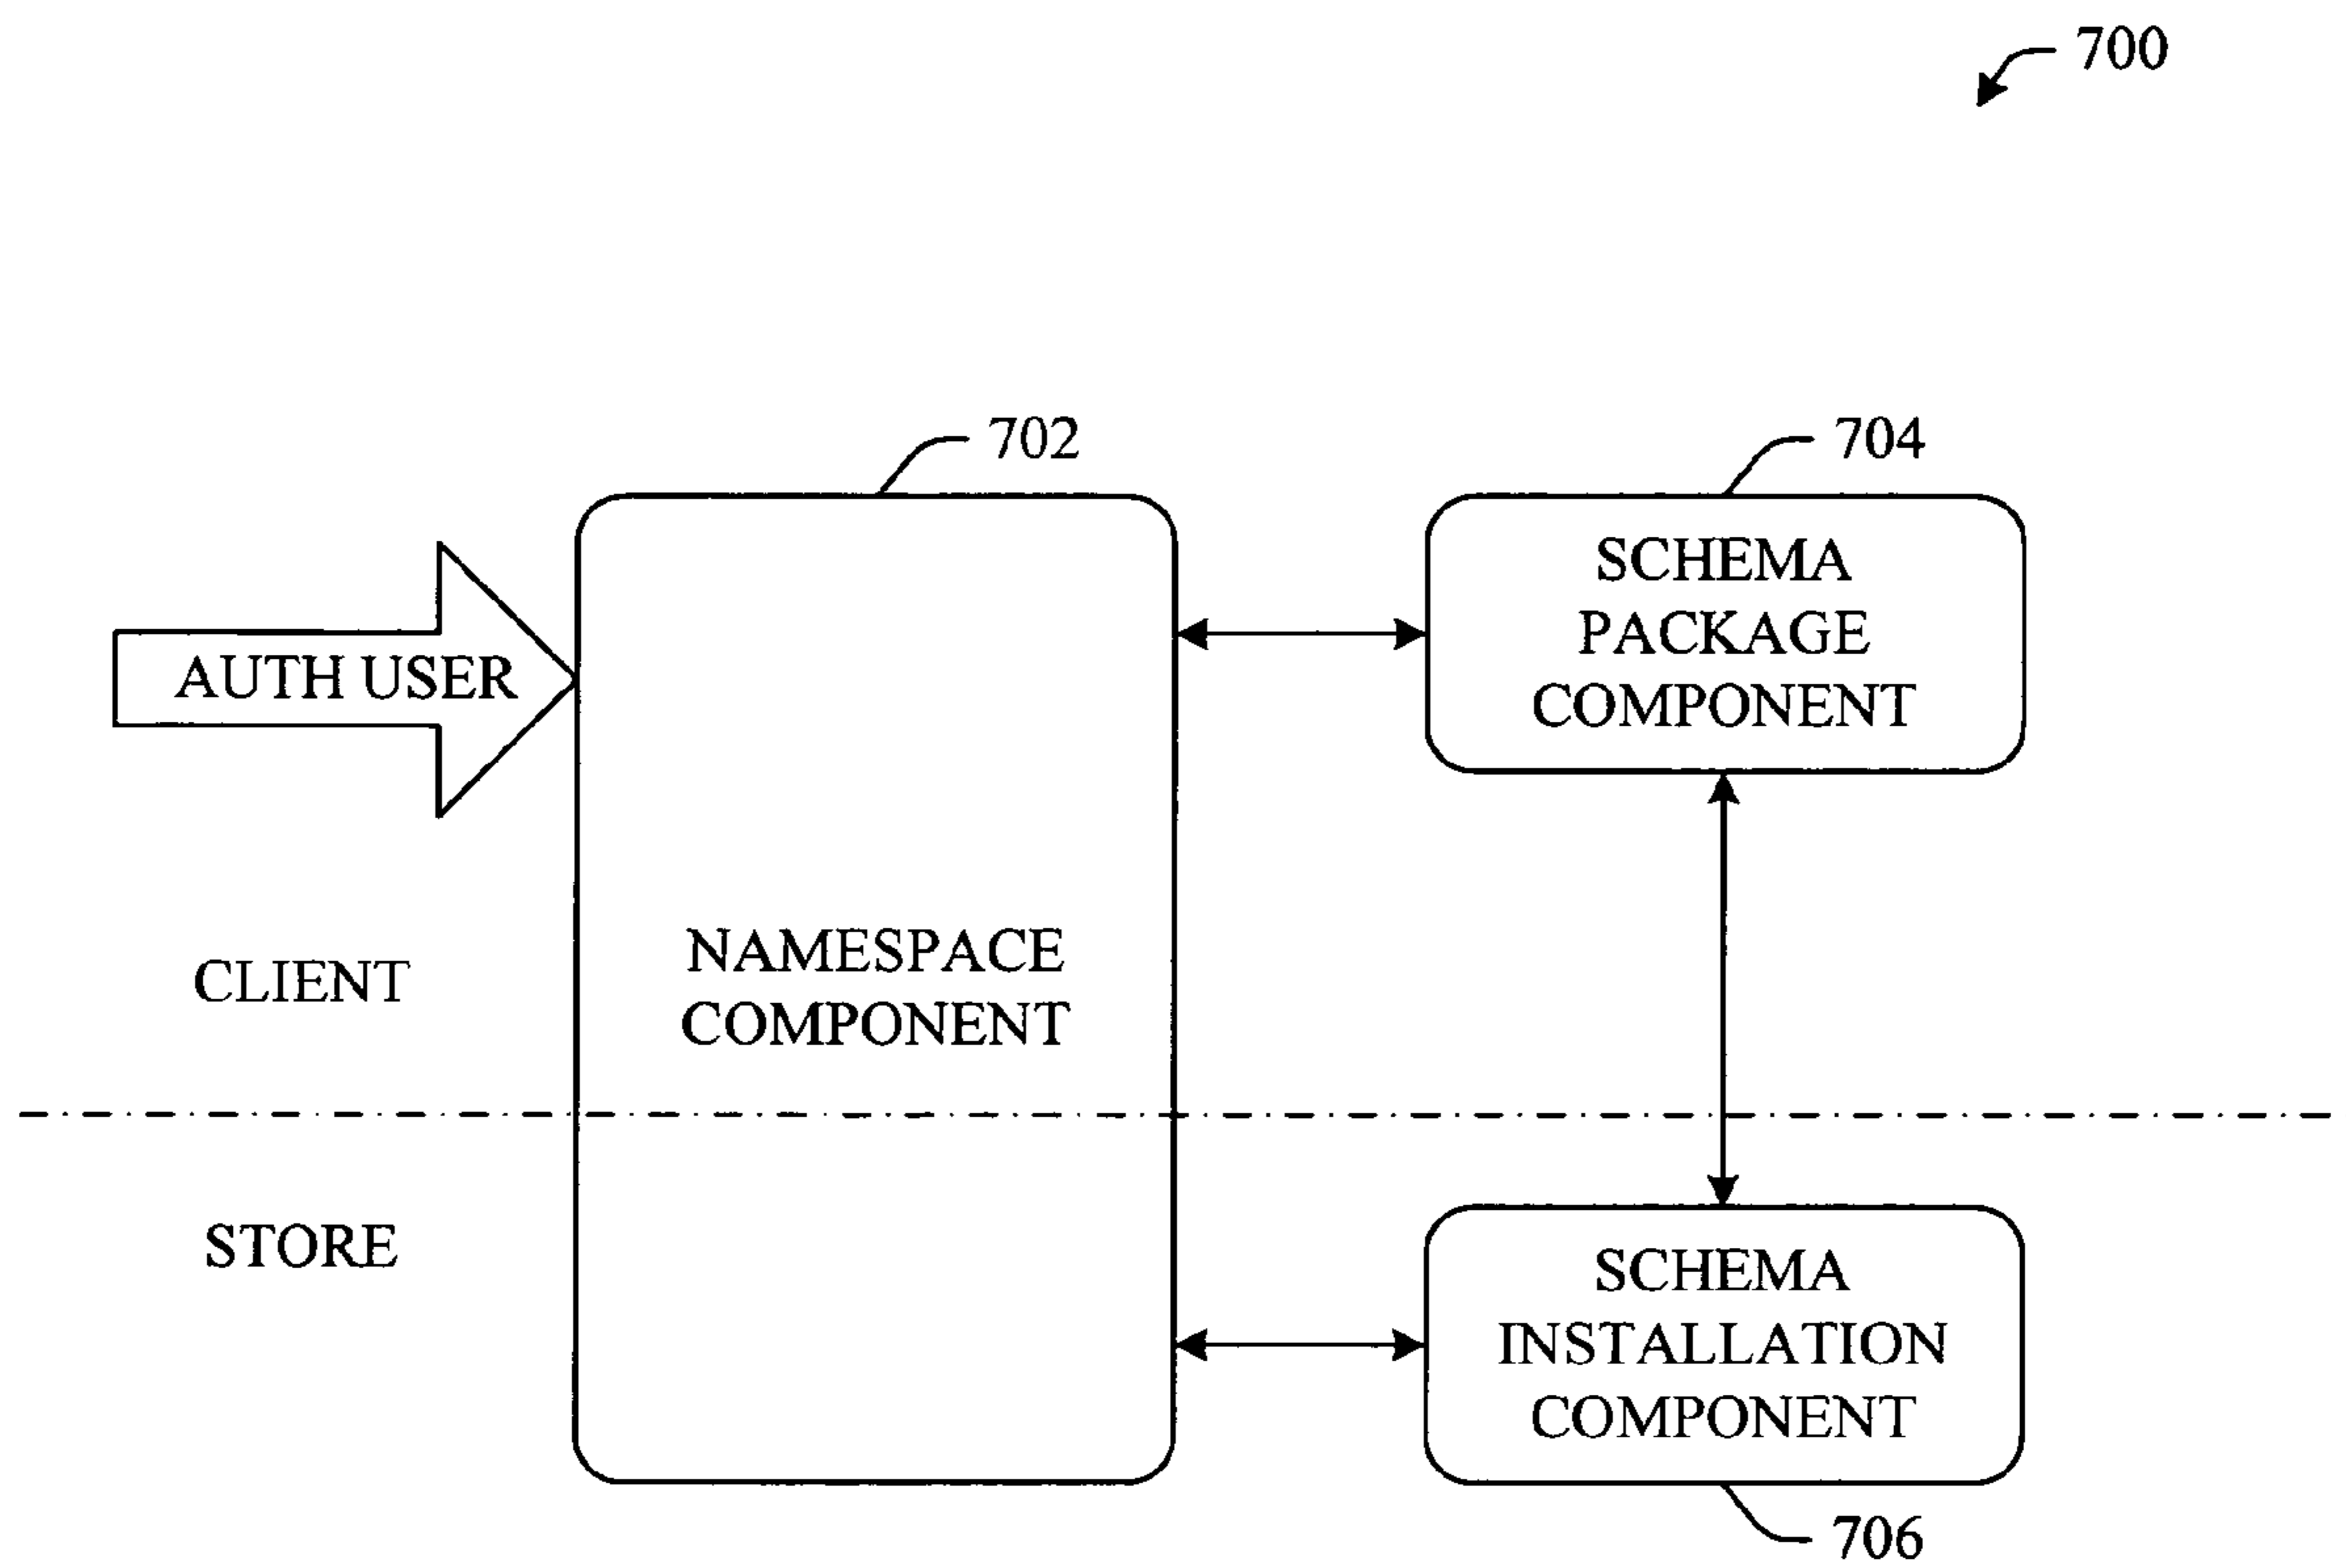 700
702
704
SCHEMA
PACKAGE
COMPONENT
AUTH USER
NAMESPACE
COMPONENT
CLIENT
STORE
SCHEMA
INSTALLATION
COMPONENT
706